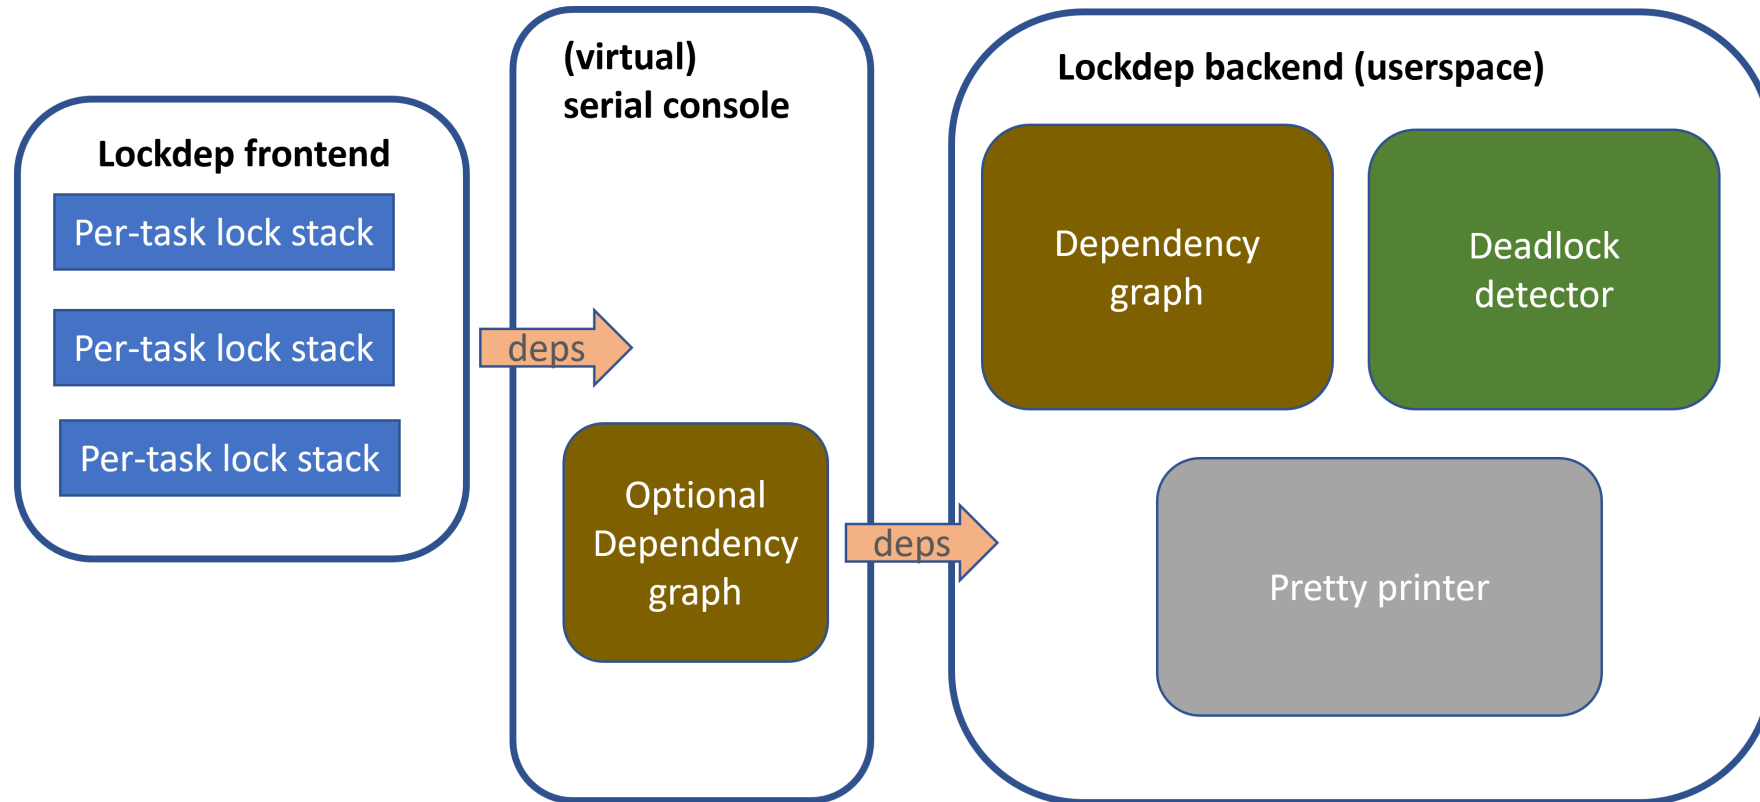 Lockdep frontend
Per-task lock stack
Per-task lock stack
Per-task lock stack
deps
(virtual)
serial console
Optional
Dependency
graph
deps
Lockdep backend (userspace)
Dependency
graph
Deadlock
detector
Pretty printer